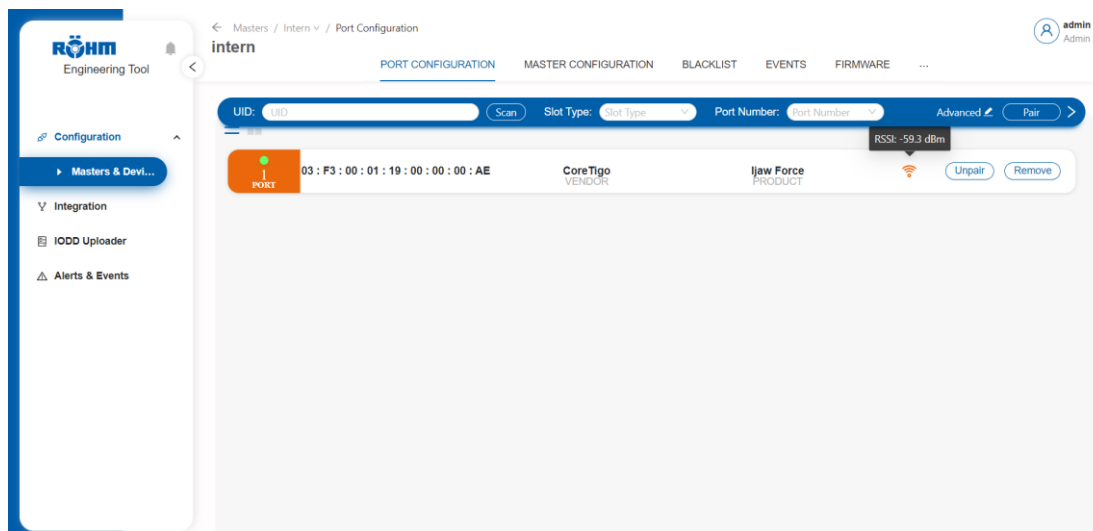 ← Masters / Intern / Port Configuration
intern
admin
Admin
RÖHM
Engineering Tool
PORT CONFIGURATION MASTER CONFIGURATION BLACKLIST EVENTS FIRMWARE ...
UID: UID Scan Slot Type: Slot Type Port Number: Port Number Advanced Pair
RSSI: -59.3 dBm
Configuration
Masters & Devi...
Integration
IODD Uploader
Alerts & Events
1
PORT
03 : F3 : 00 : 01 : 19 : 00 : 00 : 00 : AE
CoreTigo
VENDOR
Ijaw Force
PRODUCT
Unpair Remove